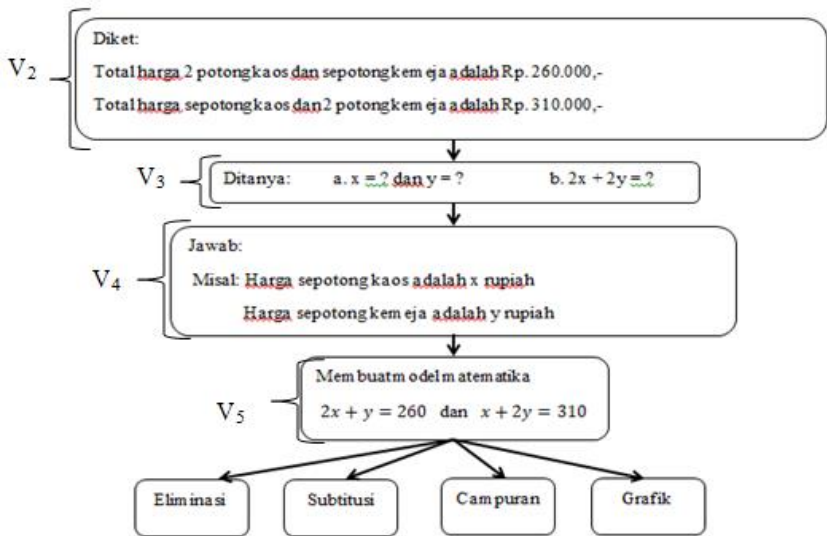 V2
Diket:
Total harga 2 potong kaos dan sepotong kemeja adalah Rp. 260.000,-
Total harga sepotong kaos dan 2 potong kemeja adalah Rp. 310.000,-
V3
Ditanya: a. x = ? dan y = ? b. 2x + 2y = ?
V4
Jawab:
Misal: Harga sepotong kaos adalah x rupiah
Harga sepotong kemeja adalah y rupiah
V5
Membuat model matematika
2x + y = 260 dan x + 2y = 310
Eliminasi Subtitusi Campuran Grafik